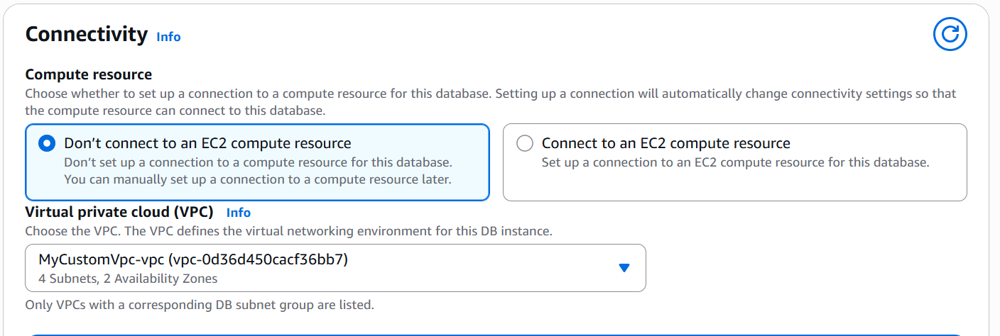 Connectivity Info
Compute resource
Choose whether to set up a connection to a compute resource for this database. Setting up a connection will automatically change connectivity settings so that
the compute resource can connect to this database.
Don’t connect to an EC2 compute resource
Don’t set up a connection to a compute resource for this database.
You can manually set up a connection to a compute resource later.
Connect to an EC2 compute resource
Set up a connection to an EC2 compute resource for this database.
Virtual private cloud (VPC) Info
Choose the VPC. The VPC defines the virtual networking environment for this DB instance.
MyCustomVpc-vpc (vpc-0d36d450cacf36bb7)
4 Subnets, 2 Availability Zones
Only VPCs with a corresponding DB subnet group are listed.